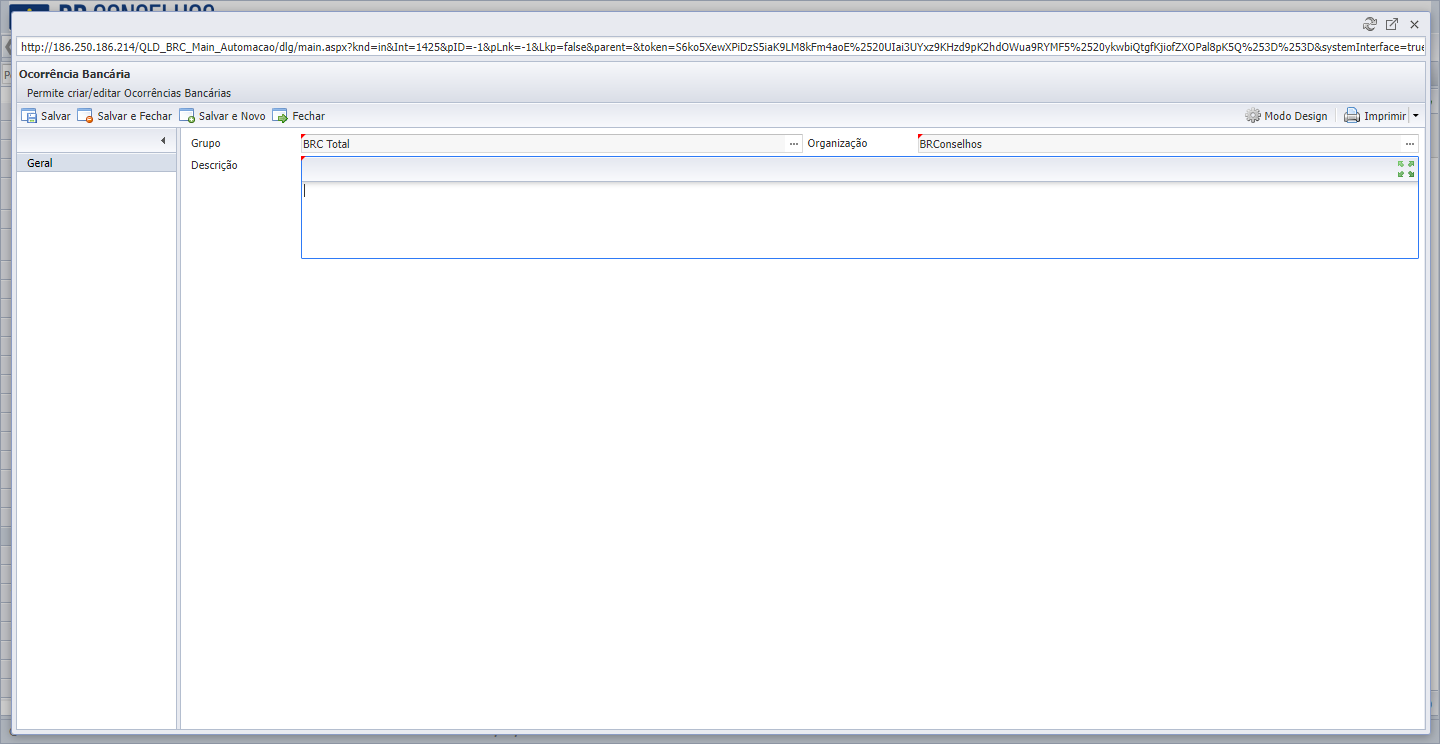 BR CONSELHOS
http://186.250.186.214/QLD_BRC_Main_Automacao/dlg/main.aspx?knd=in&Int=1425&pID=-1&pLnk=-1&Lkp=false&parent=&token=S6ko5XewXPiDzS5iaK9LM8kFm4aoE%2520UIai3UYxz9KHzd9pK2hdOWua9RYMF5%2520ykwbiQtgfKjiofZXOPal8pK5Q%253D%253D&systemInterface=true
Ocorrência Bancária
Permite criar/editar Ocorrências Bancárias
Salvar Salvar e Fechar Salvar e Novo Fechar Modo Design Imprimir
Geral
Grupo BRC Total ... Organização BRConselhos ...
Descrição